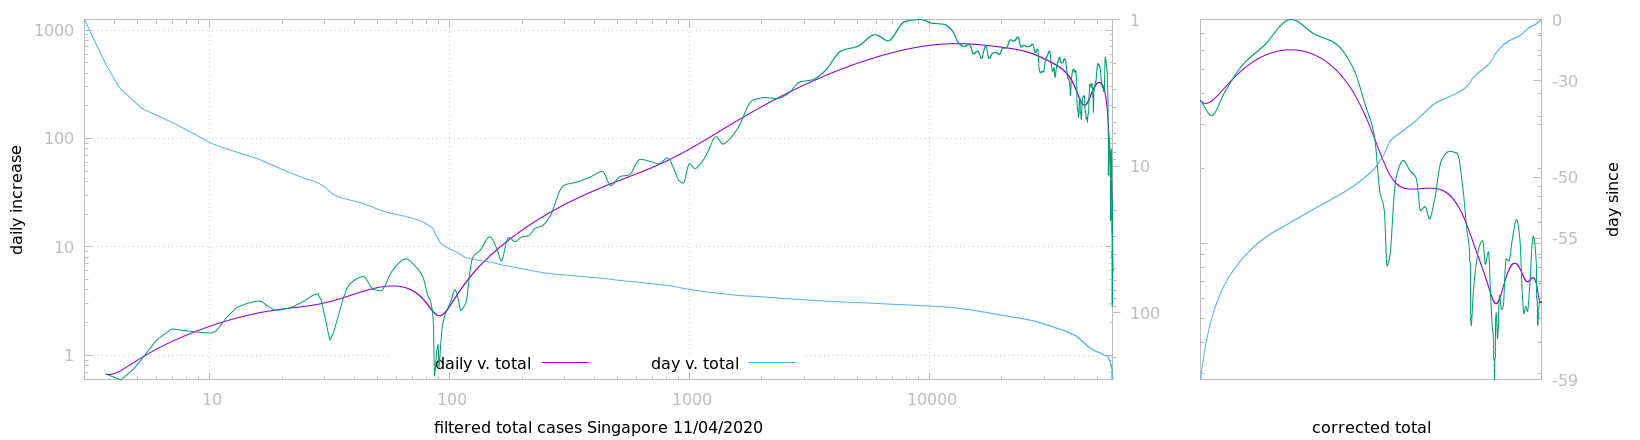 1000
100
10
1
daily increase
10
100
1000
10000
filtered total cases Singapore 11/04/2020
daily v. total
day v. total
1
10
100
0
-30
-50
-55
-59
day since
corrected total